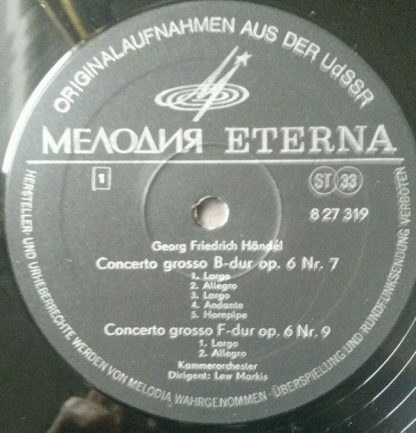 ORIGINALAUFNAHMEN AUS DER UdSSR
МЕЛОДИЯ ETERNA
1
ST 33
8 27 319
Georg Friedrich Händel
Concerto grosso B-dur op. 6 Nr. 7
1. Largo
2. Allegro
3. Largo
4. Andante
5. Hornpipe
Concerto grosso F-dur op. 6 Nr. 9
1. Largo
2. Allegro
Kammerorchester
Dirigent: Lew Markis
HERSTELLER- UND URHEBERRECHTE WERDEN VON MELODIA WAHRGENOMMEN · ÜBERSPIELUNG UND RUNDFUNKSENDUNG VERBOTEN